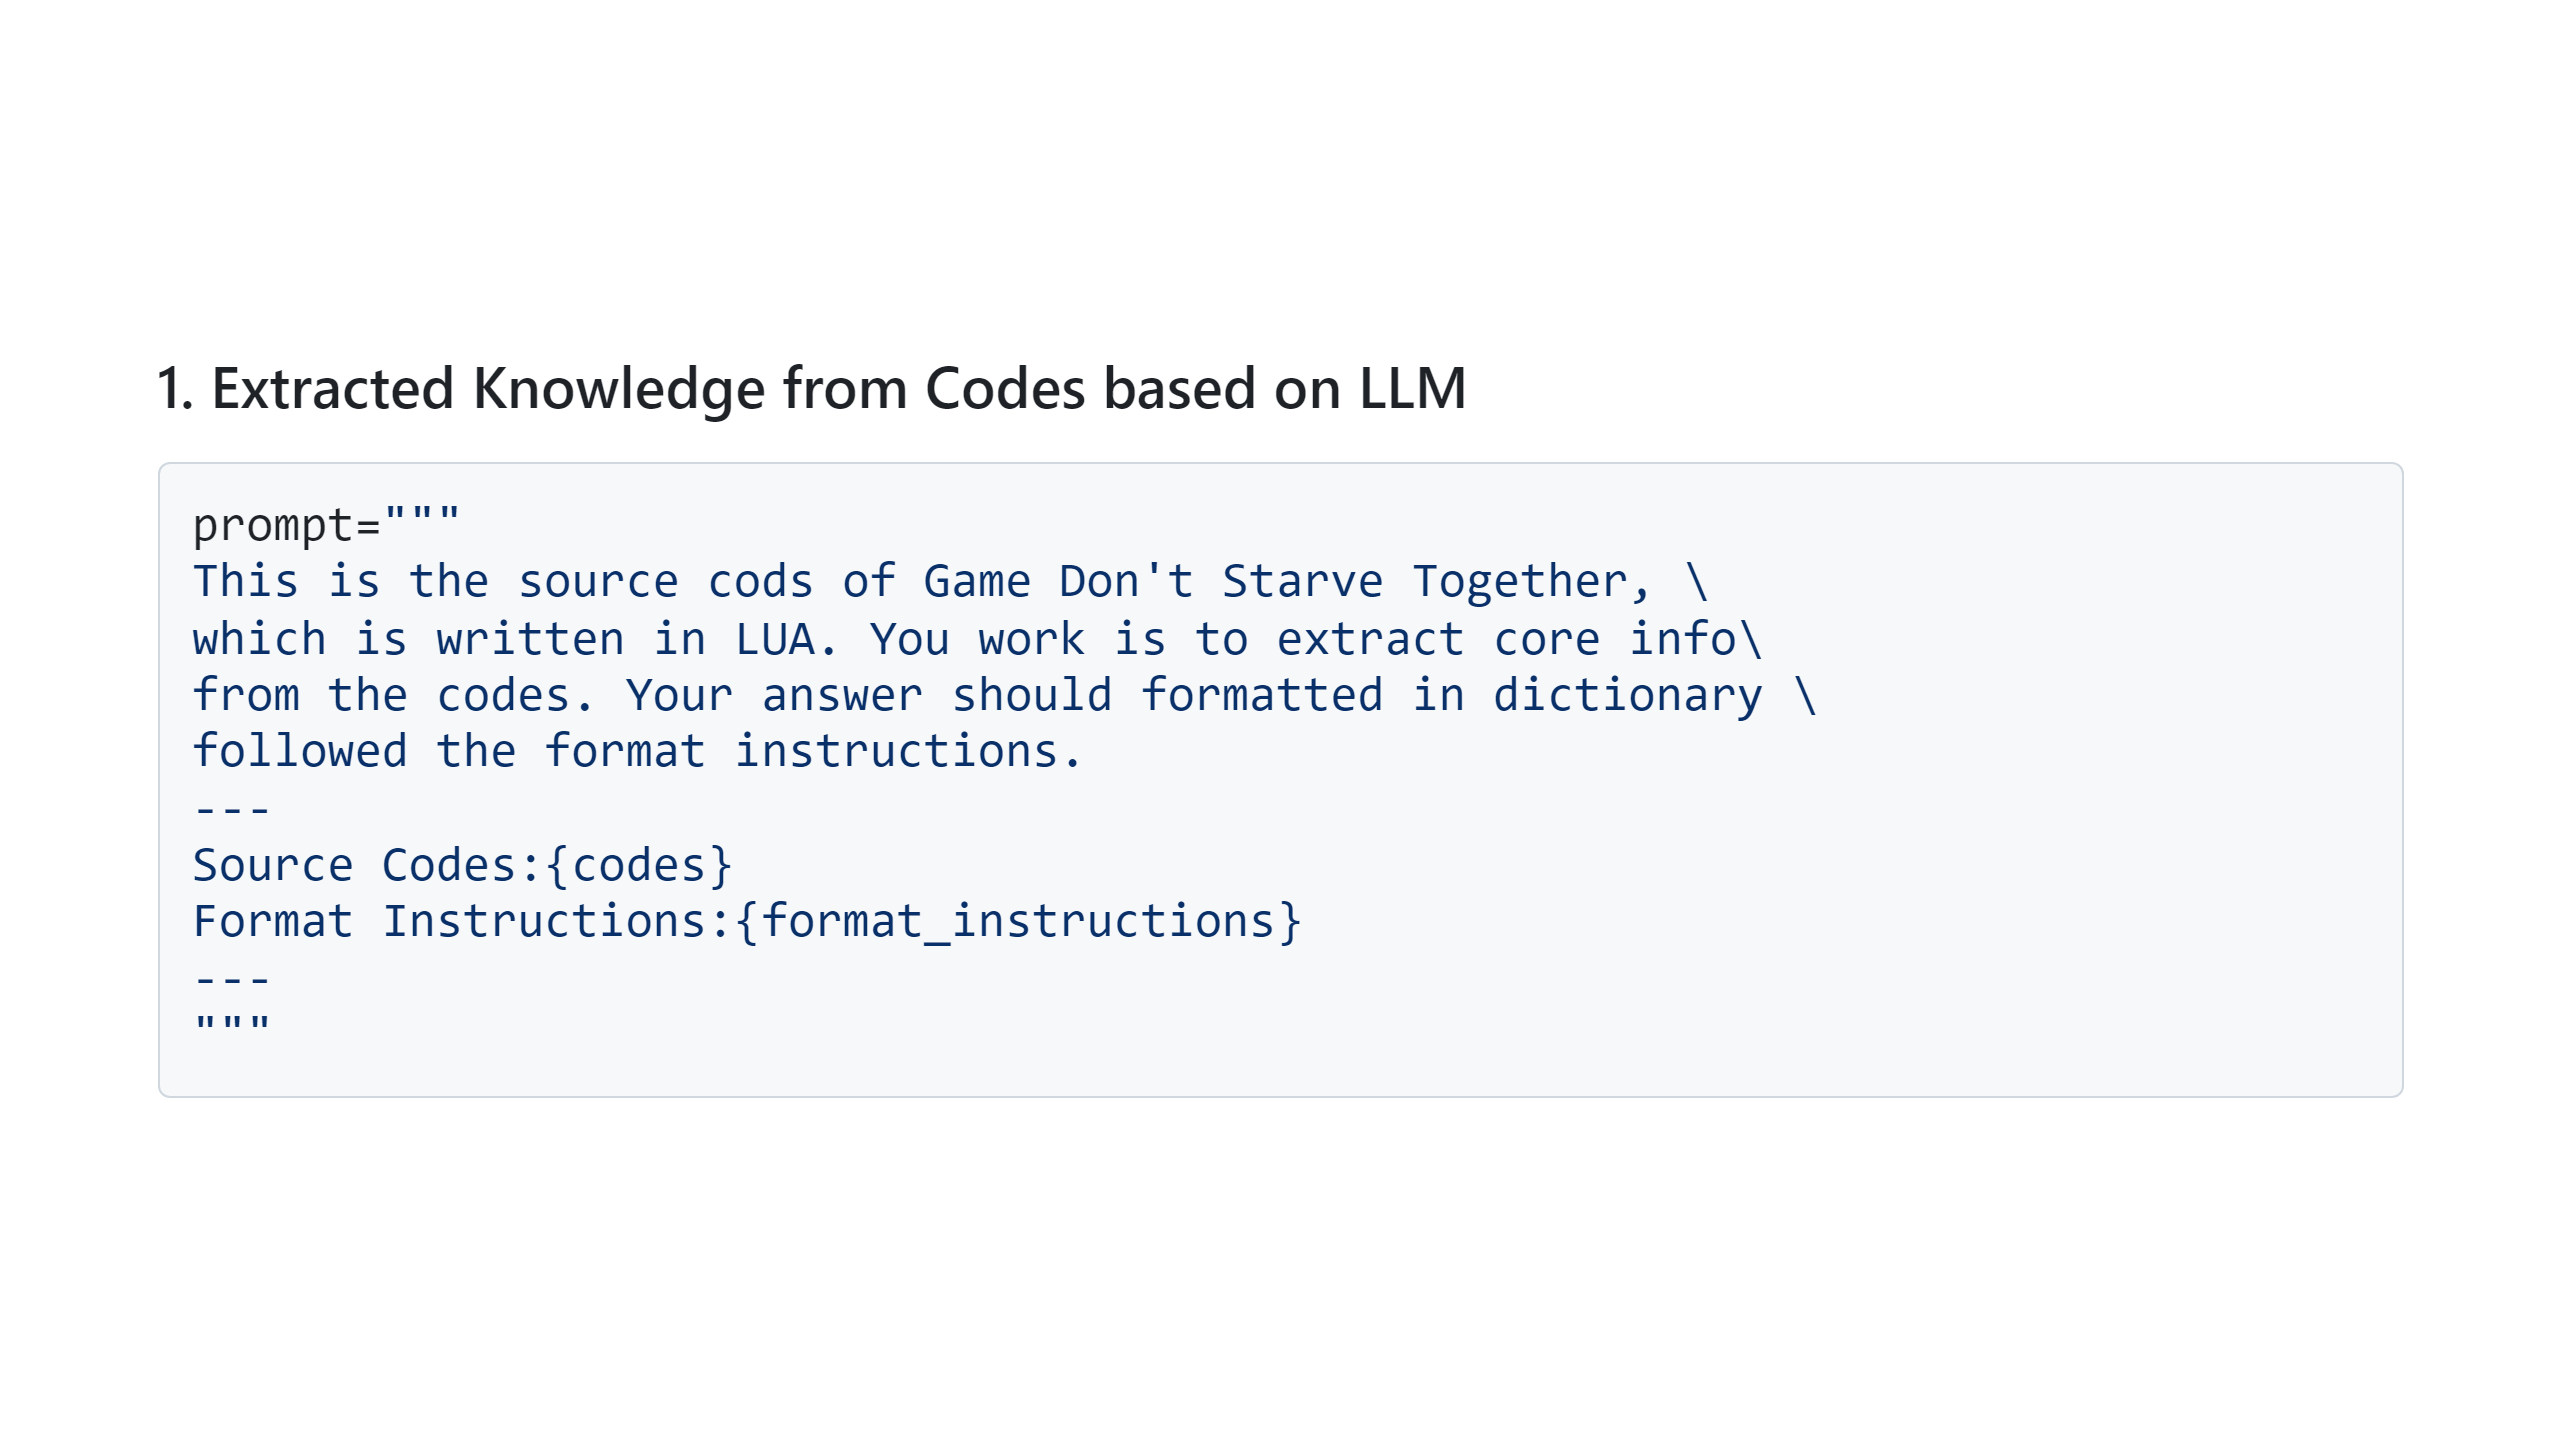 1. Extracted Knowledge from Codes based on LLM
prompt="""
This is the source cods of Game Don't Starve Together, \
which is written in LUA. You work is to extract core info\
from the codes. Your answer should formatted in dictionary \
followed the format instructions.
---
Source Codes:{codes}
Format Instructions:{format_instructions}
---
"""